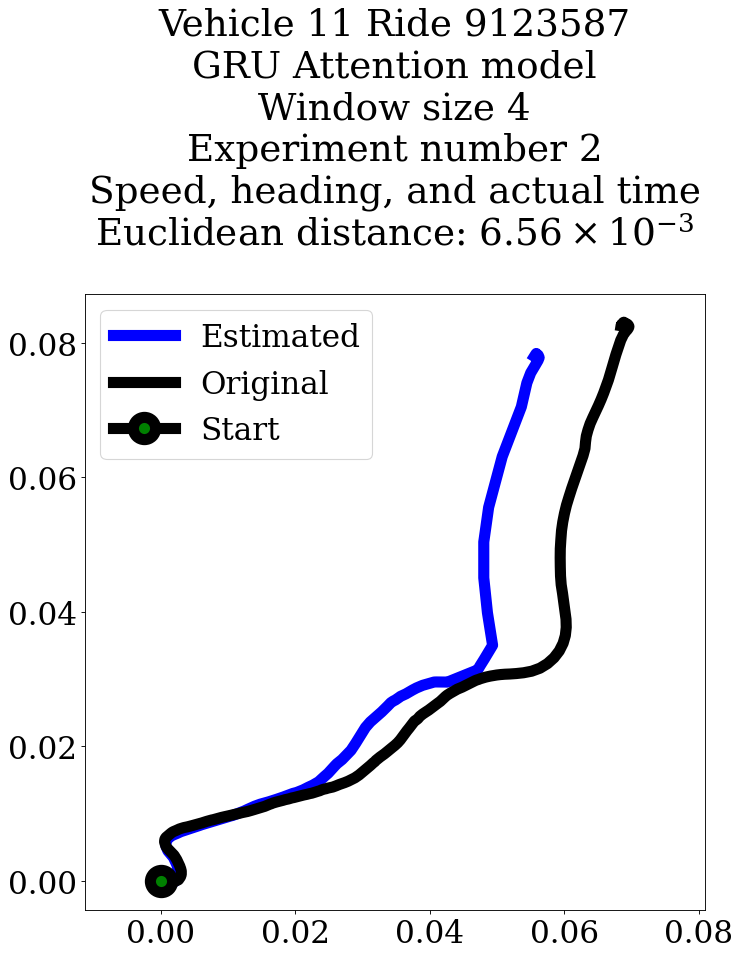 Vehicle 11 Ride 9123587
GRU Attention model
Window size 4
Experiment number 2
Speed, heading, and actual time
Euclidean distance: 6.56 × 10⁻³
Estimated
Original
Start
0.08
0.06
0.04
0.02
0.00
0.00 0.02 0.04 0.06 0.08